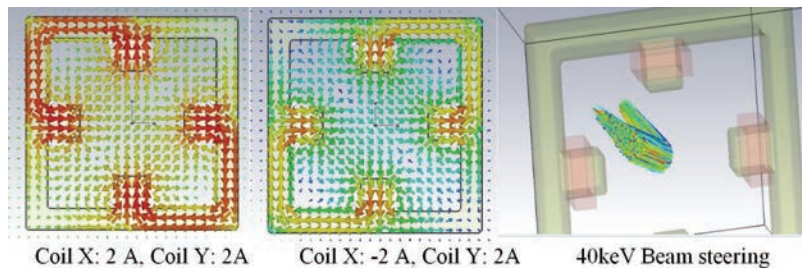 Coil X: 2 A, Coil Y: 2A
Coil X: -2 A, Coil Y: 2A
40keV Beam steering